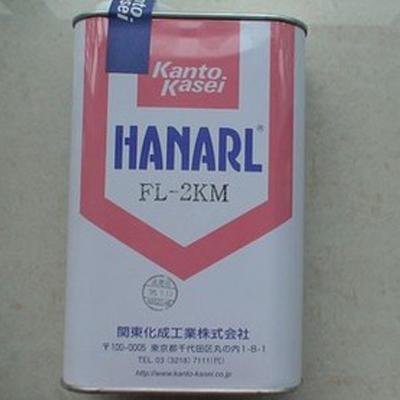 Kanto
Kasei
Kanto
Kasei
HANARL®
FL-2KM
関東化成工業株式会社
〒100-0005 東京都千代田区丸の内1-8-1
TEL 03 (3218) 7111(代)
http://www.kanto-kasei.co.jp